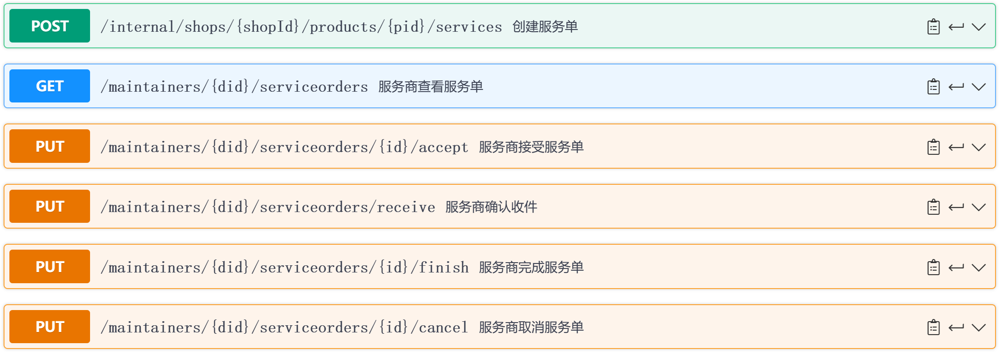 POST /internal/shops/{shopId}/products/{pid}/services 创建服务单
GET /maintainers/{did}/serviceorders 服务商查看服务单
PUT /maintainers/{did}/serviceorders/{id}/accept 服务商接受服务单
PUT /maintainers/{did}/serviceorders/receive 服务商确认收件
PUT /maintainers/{did}/serviceorders/{id}/finish 服务商完成服务单
PUT /maintainers/{did}/serviceorders/{id}/cancel 服务商取消服务单